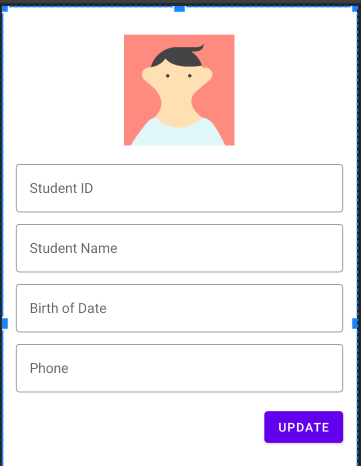 Student ID
Student Name
Birth of Date
Phone
UPDATE